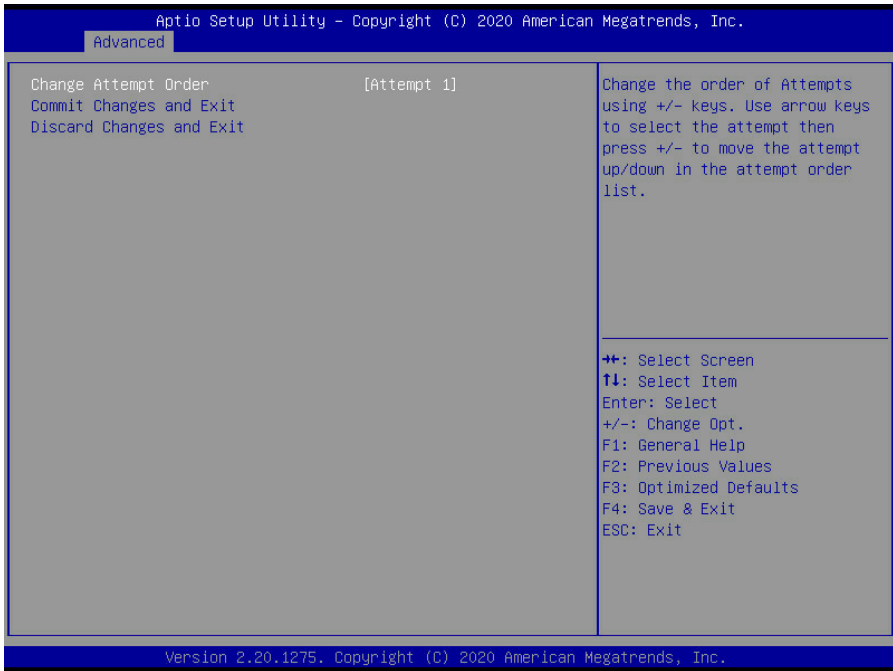 Aptio Setup Utility – Copyright (C) 2020 American Megatrends, Inc.
Advanced
Change Attempt Order [Attempt 1]
Commit Changes and Exit
Discard Changes and Exit
Change the order of Attempts
using +/- keys. Use arrow keys
to select the attempt then
press +/- to move the attempt
up/down in the attempt order
list.
→←: Select Screen
↑↓: Select Item
Enter: Select
+/-: Change Opt.
F1: General Help
F2: Previous Values
F3: Optimized Defaults
F4: Save & Exit
ESC: Exit
Version 2.20.1275. Copyright (C) 2020 American Megatrends, Inc.